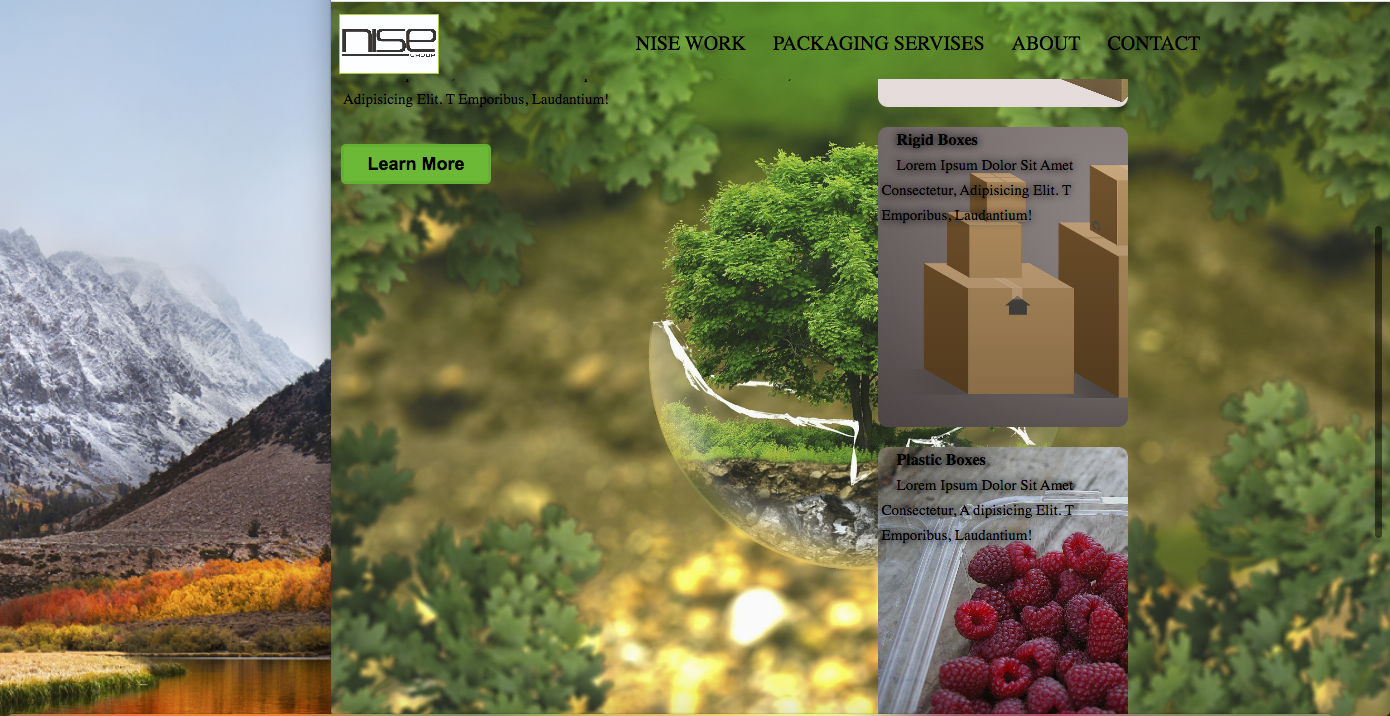 nise
GROUP
NISE WORK PACKAGING SERVISES ABOUT CONTACT
Adipisicing Elit. T Emporibus, Laudantium!
Learn More
Rigid Boxes
Lorem Ipsum Dolor Sit Amet
Consectetur, Adipisicing Elit. T
Emporibus, Laudantium!
Plastic Boxes
Lorem Ipsum Dolor Sit Amet
Consectetur, A dipisicing Elit. T
Emporibus, Laudantium!